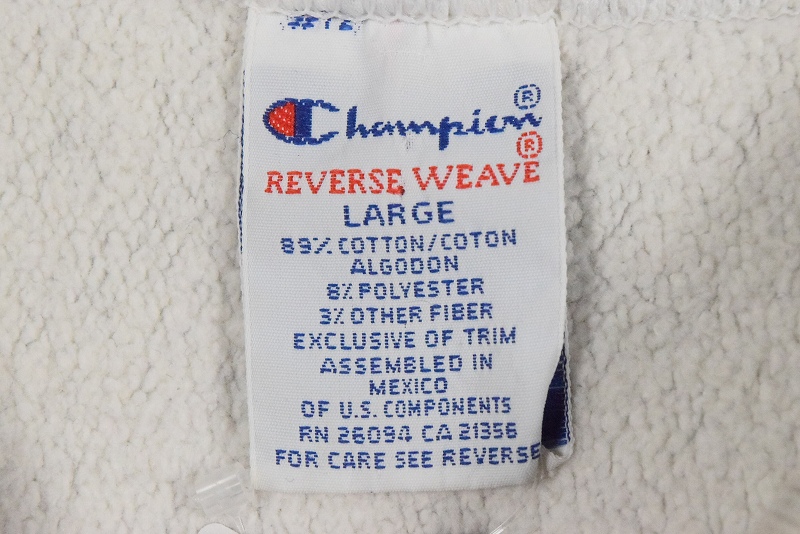 Champion ®
REVERSE WEAVE ®
LARGE
89% COTTON/COTON
ALGODON
8% POLYESTER
3% OTHER FIBER
EXCLUSIVE OF TRIM
ASSEMBLED IN
MEXICO
OF U.S. COMPONENTS
RN 26094 CA 21356
FOR CARE SEE REVERSE